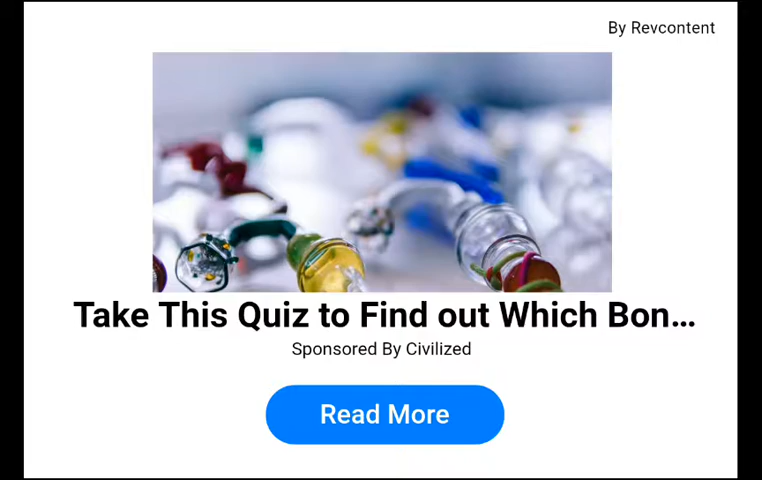 By Revcontent
Take This Quiz to Find out Which Bon...
Sponsored By Civilized
Read More